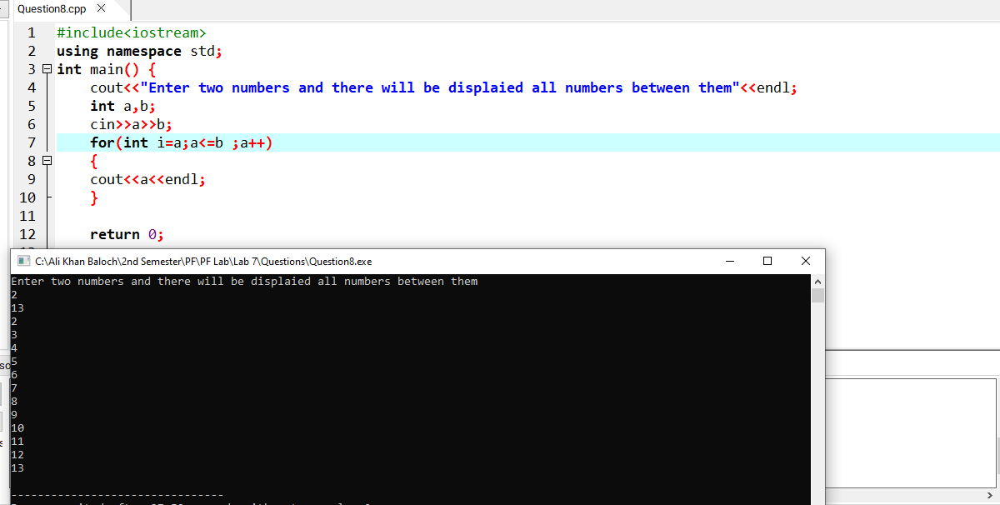 Question8.cpp
1 #include<iostream>
2 using namespace std;
3 int main() {
4 cout<<"Enter two numbers and there will be displaied all numbers between them"<<endl;
5 int a,b;
6 cin>>a>>b;
7 for(int i=a;a<=b ;a++)
8 {
9 cout<<a<<endl;
10 }
11
12 return 0;
C:\Ali Khan Baloch\2nd Semester\PF\PF Lab\Lab 7\Questions\Question8.exe
Enter two numbers and there will be displaied all numbers between them
2
13
2
3
4
5
6
7
8
9
10
11
12
13
--------------------------------